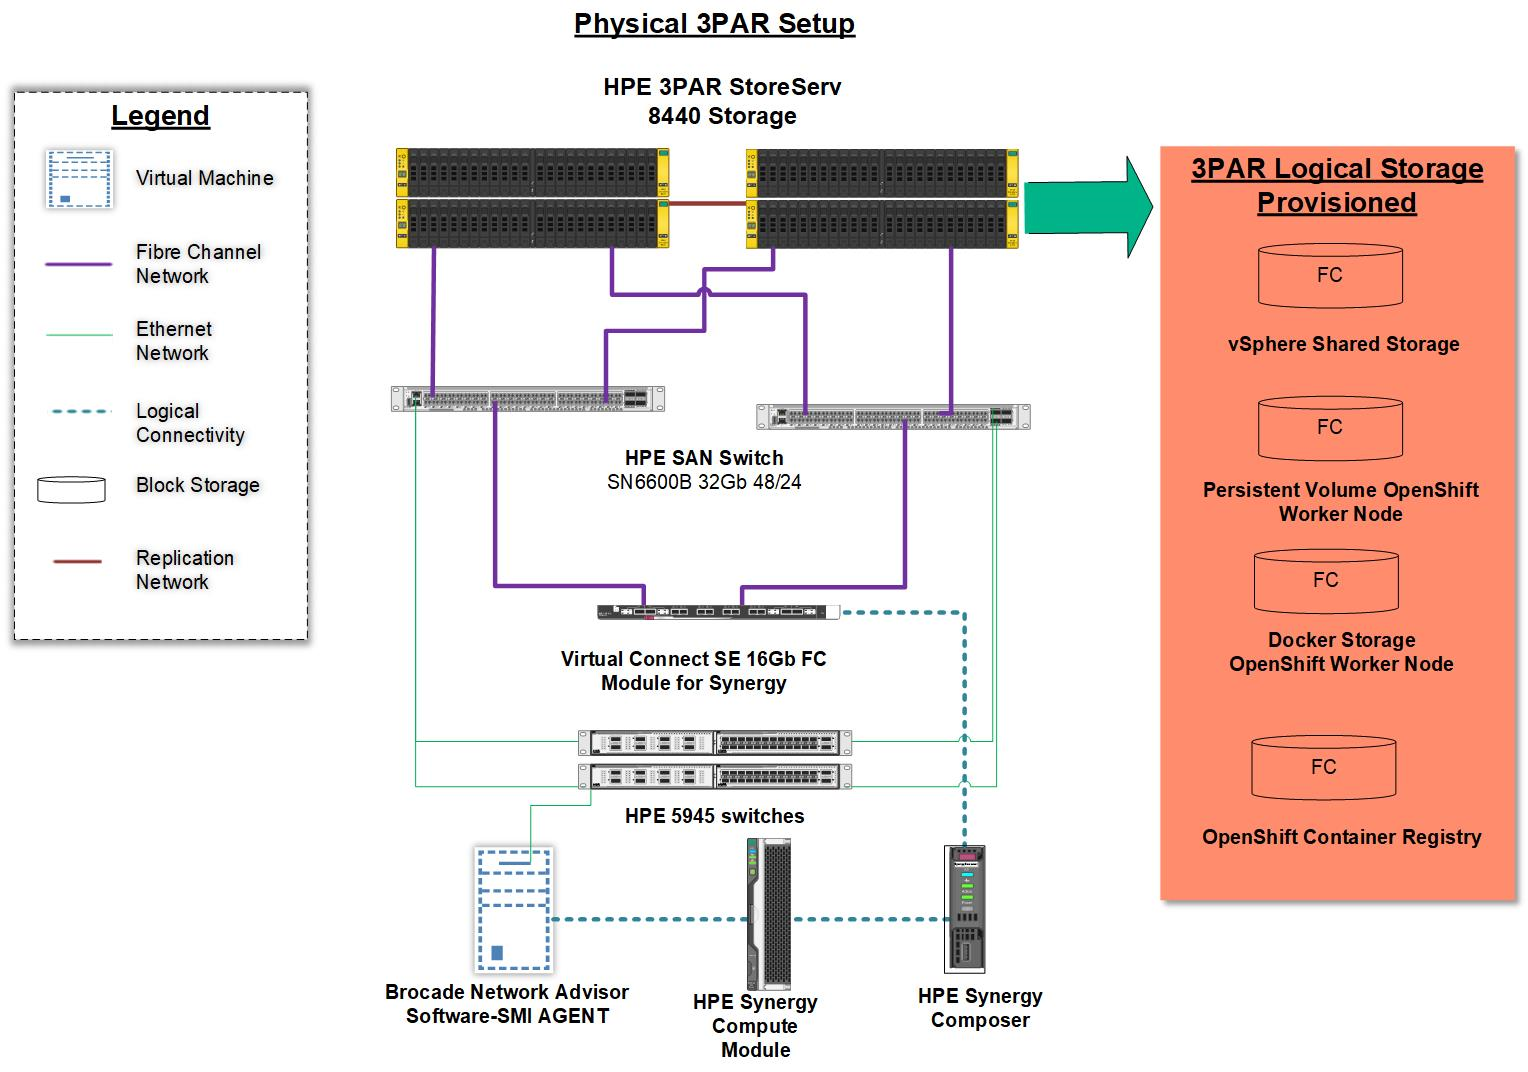 Physical 3PAR Setup
HPE 3PAR StoreServ
8440 Storage
Legend
Virtual Machine
Fibre Channel
Network
Ethernet
Network
Logical
Connectivity
Block Storage
Replication
Network
HPE SAN Switch
SN6600B 32Gb 48/24
Virtual Connect SE 16Gb FC
Module for Synergy
HPE 5945 switches
Brocade Network Advisor
Software-SMI AGENT
HPE Synergy
Compute
Module
HPE Synergy
Composer
3PAR Logical Storage
Provisioned
FC
vSphere Shared Storage
FC
Persistent Volume OpenShift
Worker Node
FC
Docker Storage
OpenShift Worker Node
FC
OpenShift Container Registry